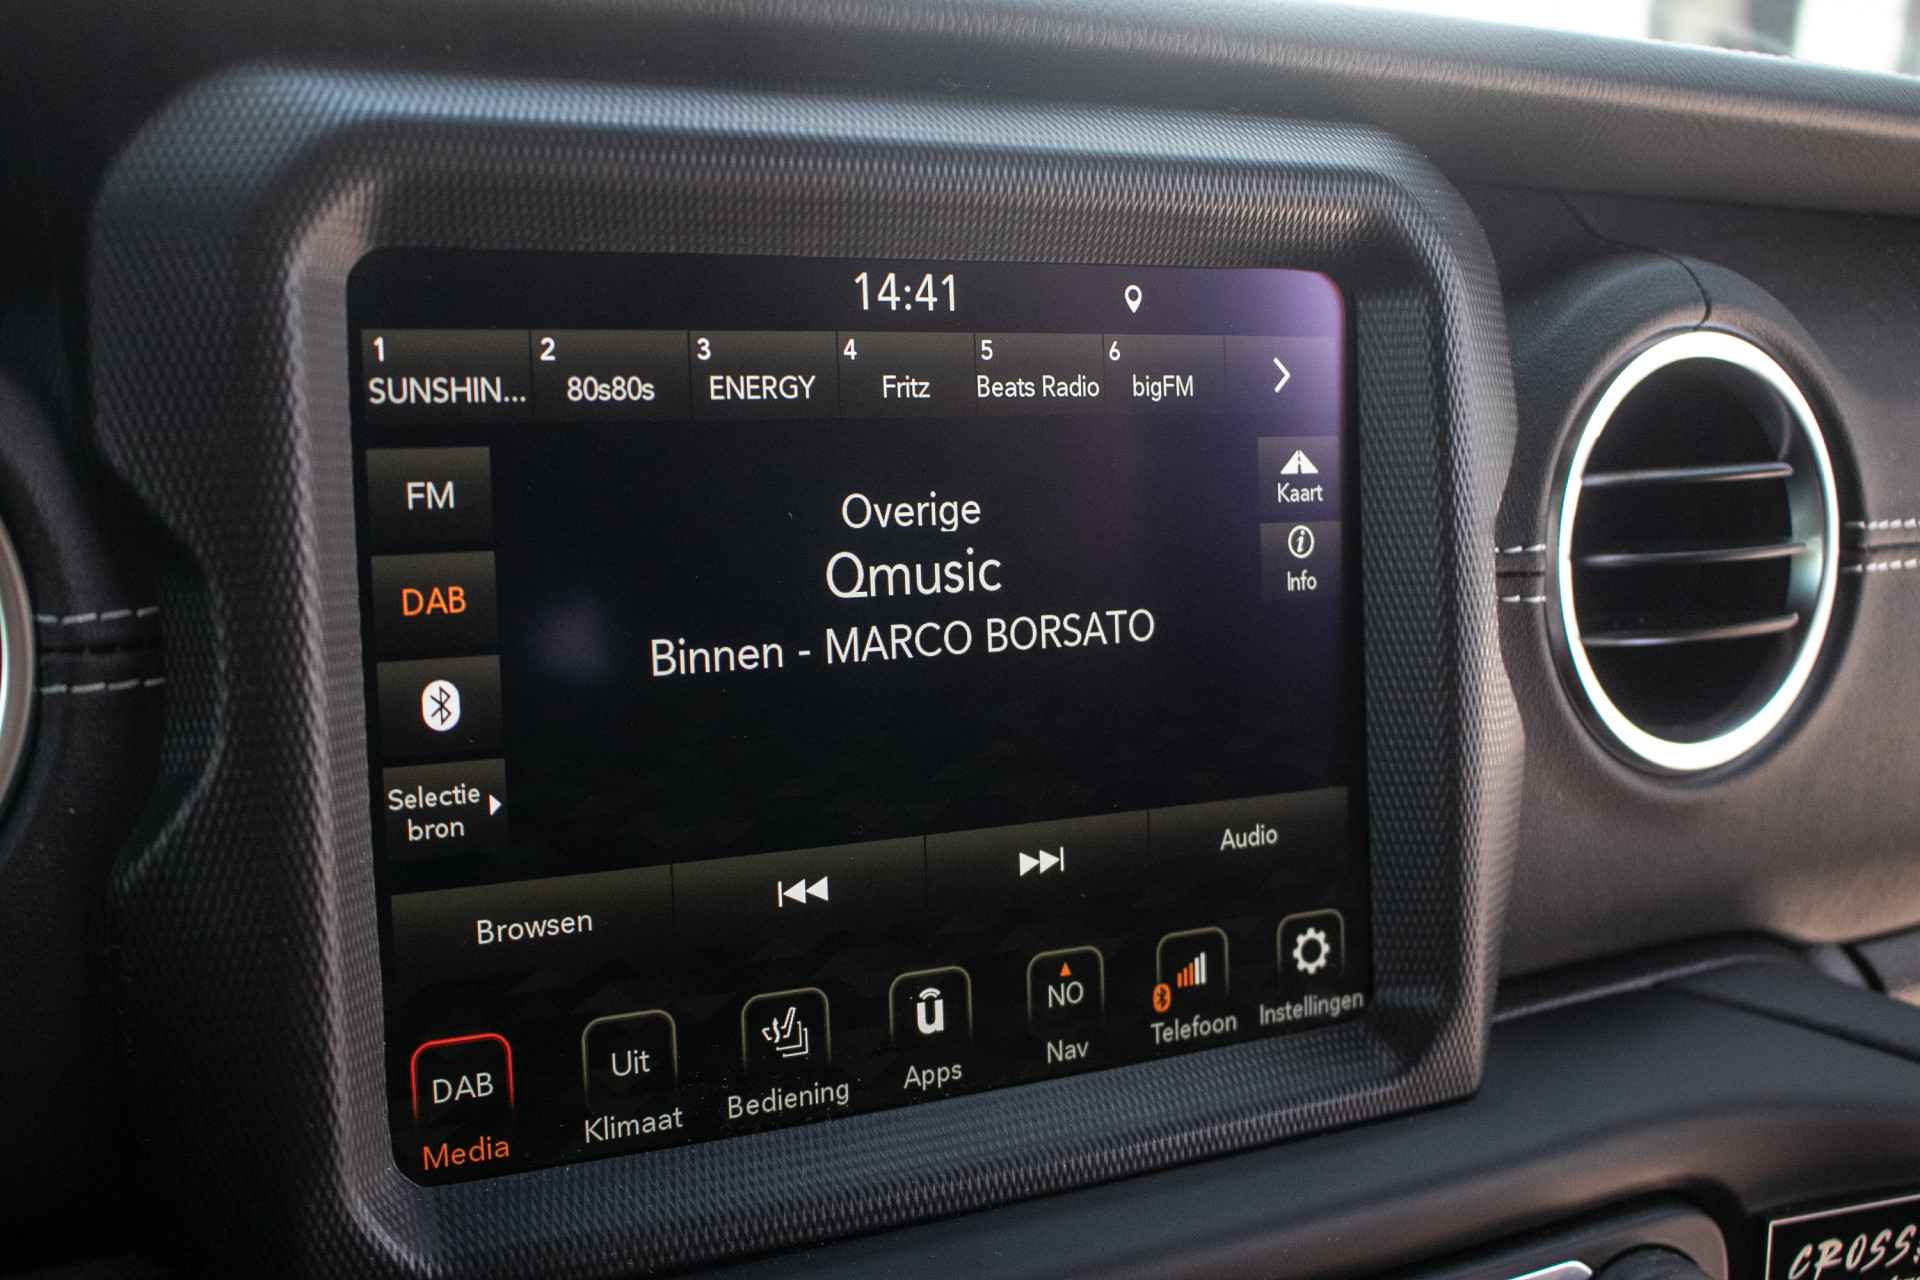 14:41
1 2 3 4 5 6
SUNSHIN... 80s80s ENERGY Fritz Beats Radio bigFM
FM
Overige
Kaart
Qmusic
DAB
Info
Binnen - MARCO BORSATO
Selectie
bron
Audio
Browsen
DAB
Uit
NO
Media
Klimaat
Bediening
ū
Apps
Nav
Telefoon
Instellingen
CROSS